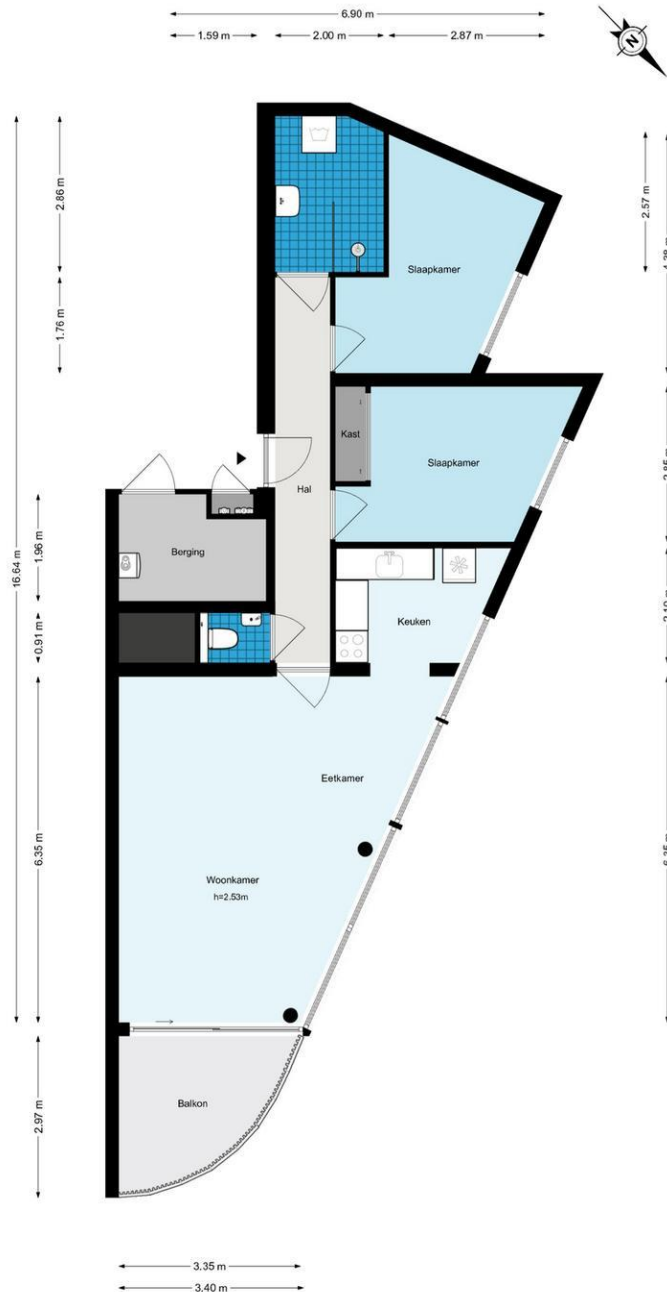 6.90 m
1.59 m
2.00 m
2.87 m
N
2.86 m
2.57 m
Slaapkamer
1.76 m
Kast
Slaapkamer
Hal
16.64 m
1.96 m
Berging
0.91 m
Keuken
Eetkamer
6.35 m
Woonkamer
h=2.53m
2.97 m
Balkon
3.35 m
3.40 m